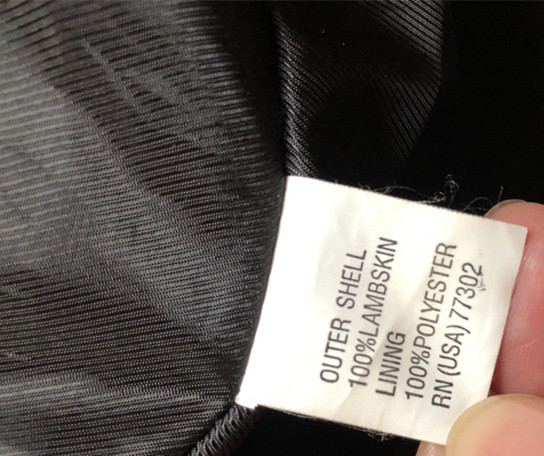 OUTER SHELL
100%LAMBSKIN
LINING
100%POLYESTER
RN (USA) 77302